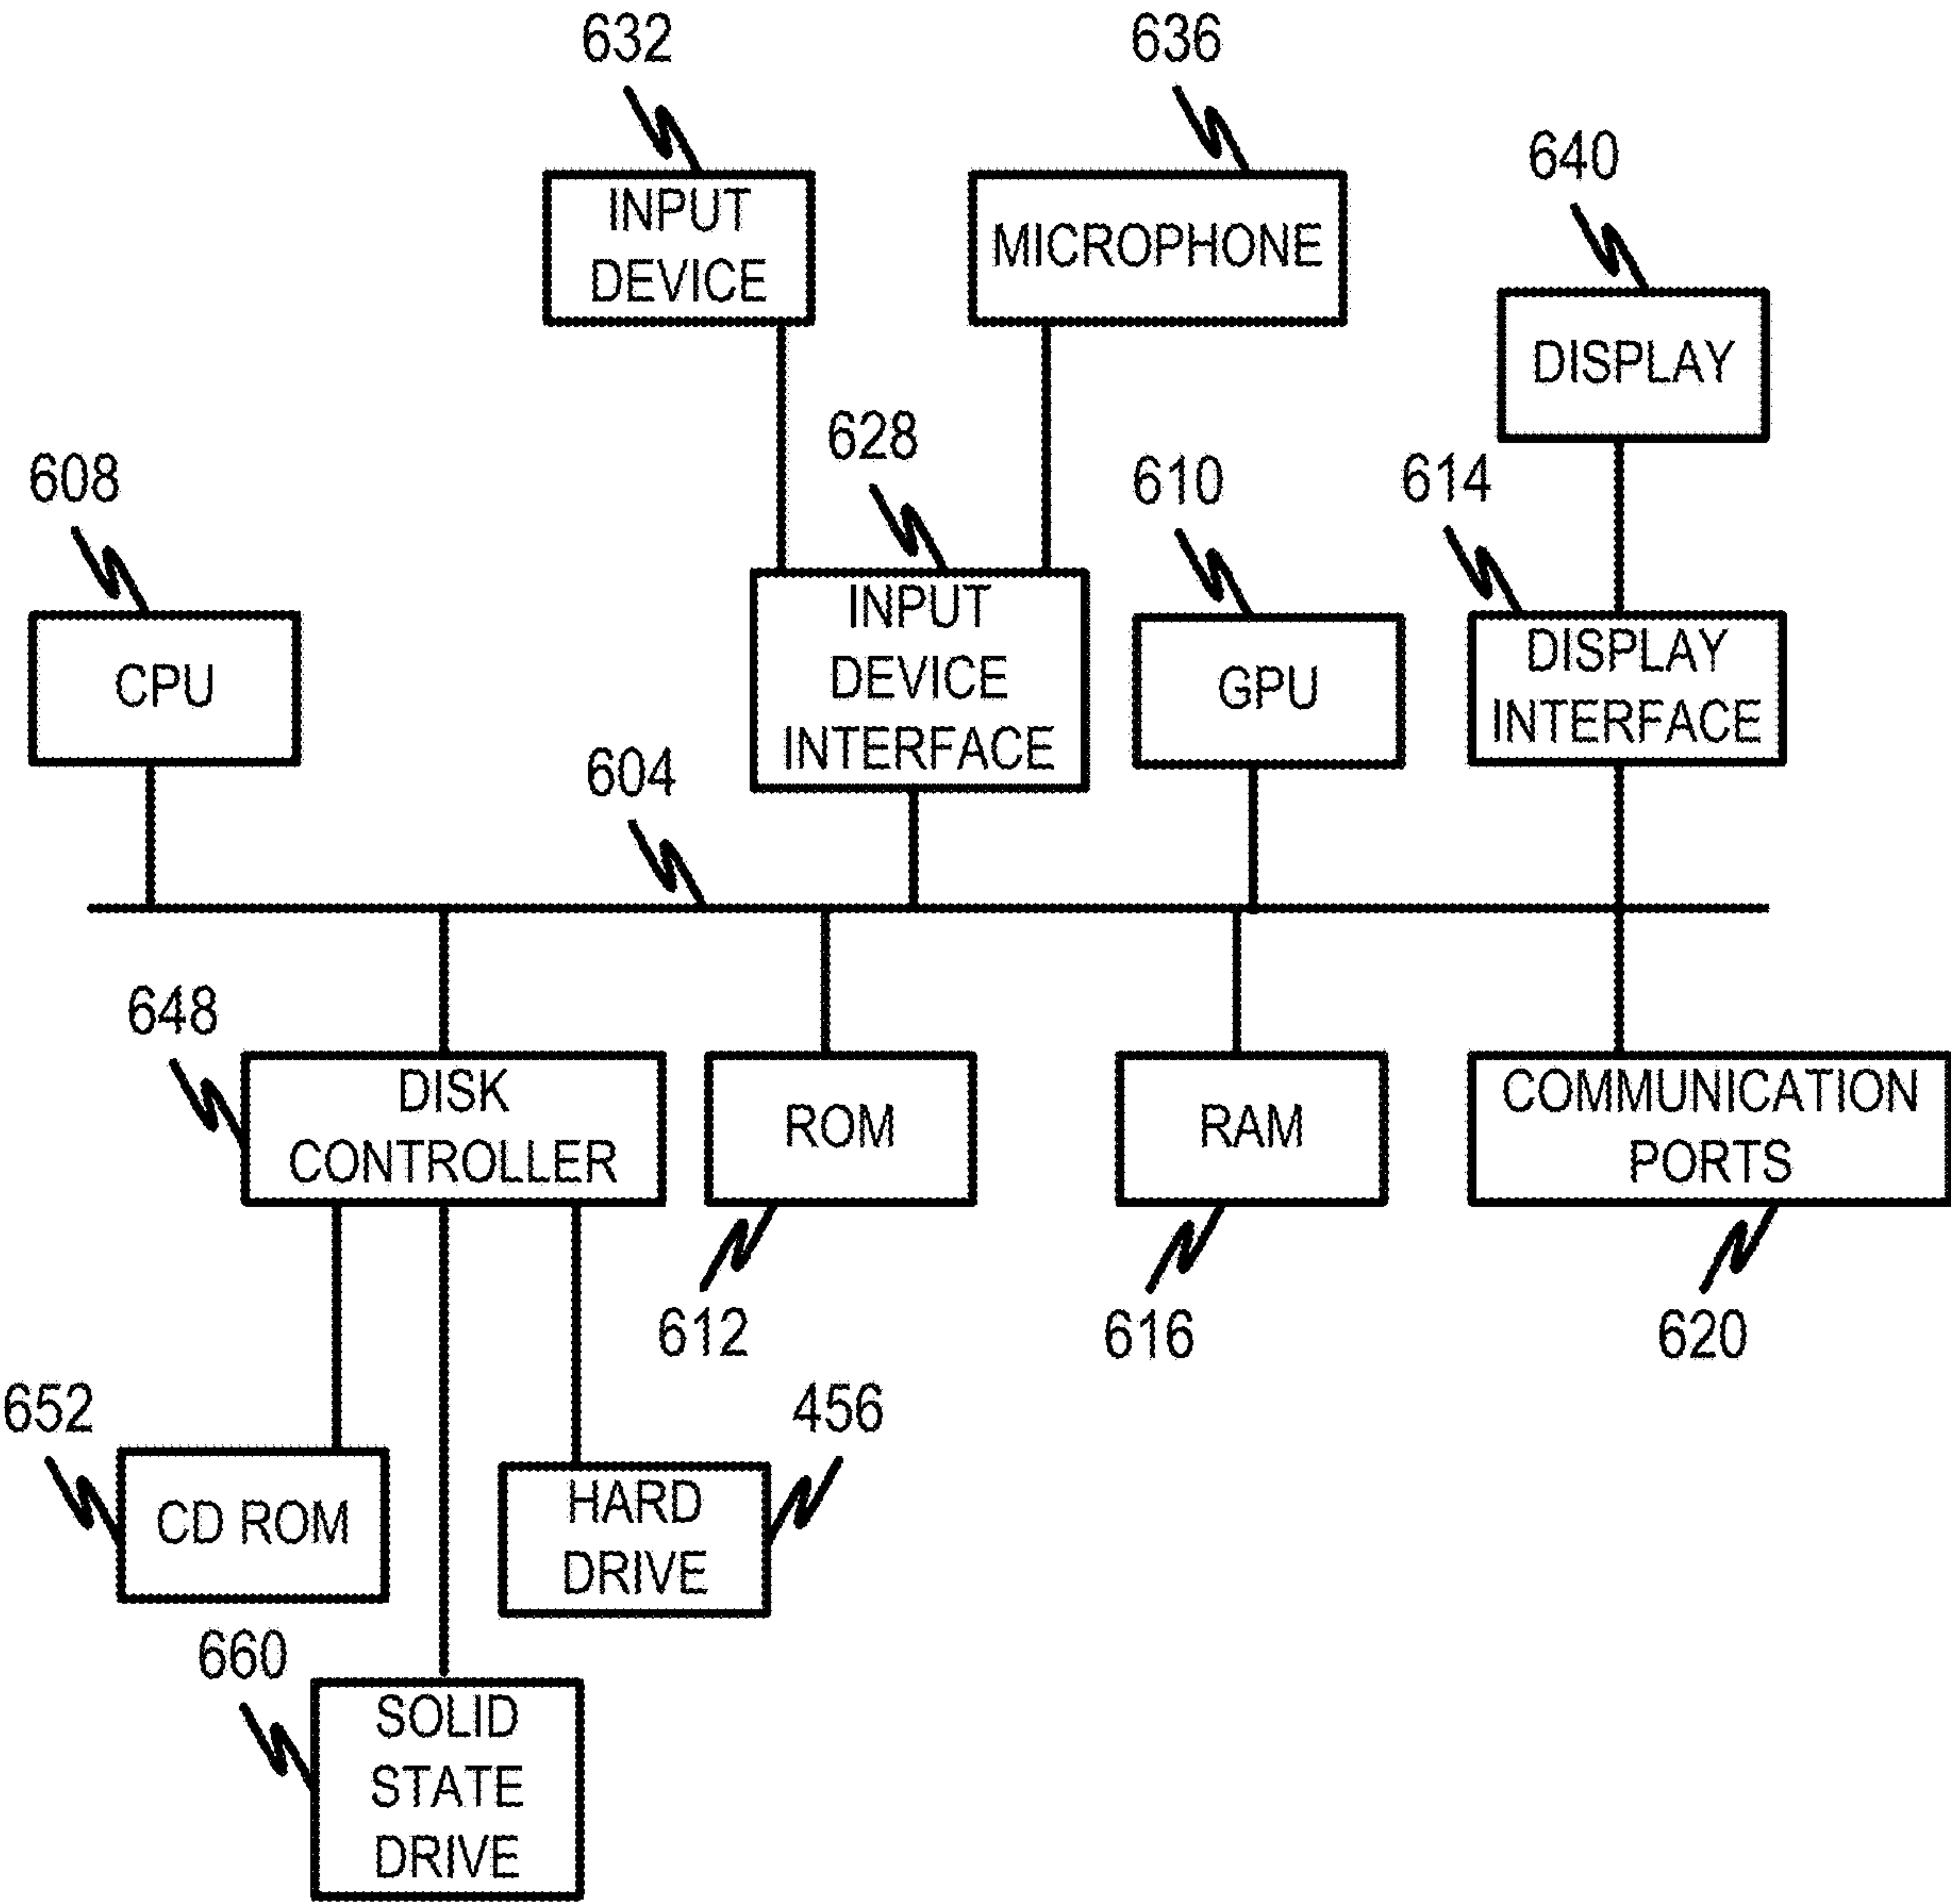 632
636
640
INPUT
DEVICE
MICROPHONE
DISPLAY
608
628
610
614
CPU
INPUT
DEVICE
INTERFACE
GPU
DISPLAY
INTERFACE
604
648
DISK
CONTROLLER
ROM
RAM
COMMUNICATION
PORTS
612
616
620
652
456
CD ROM
HARD
DRIVE
660
SOLID
STATE
DRIVE